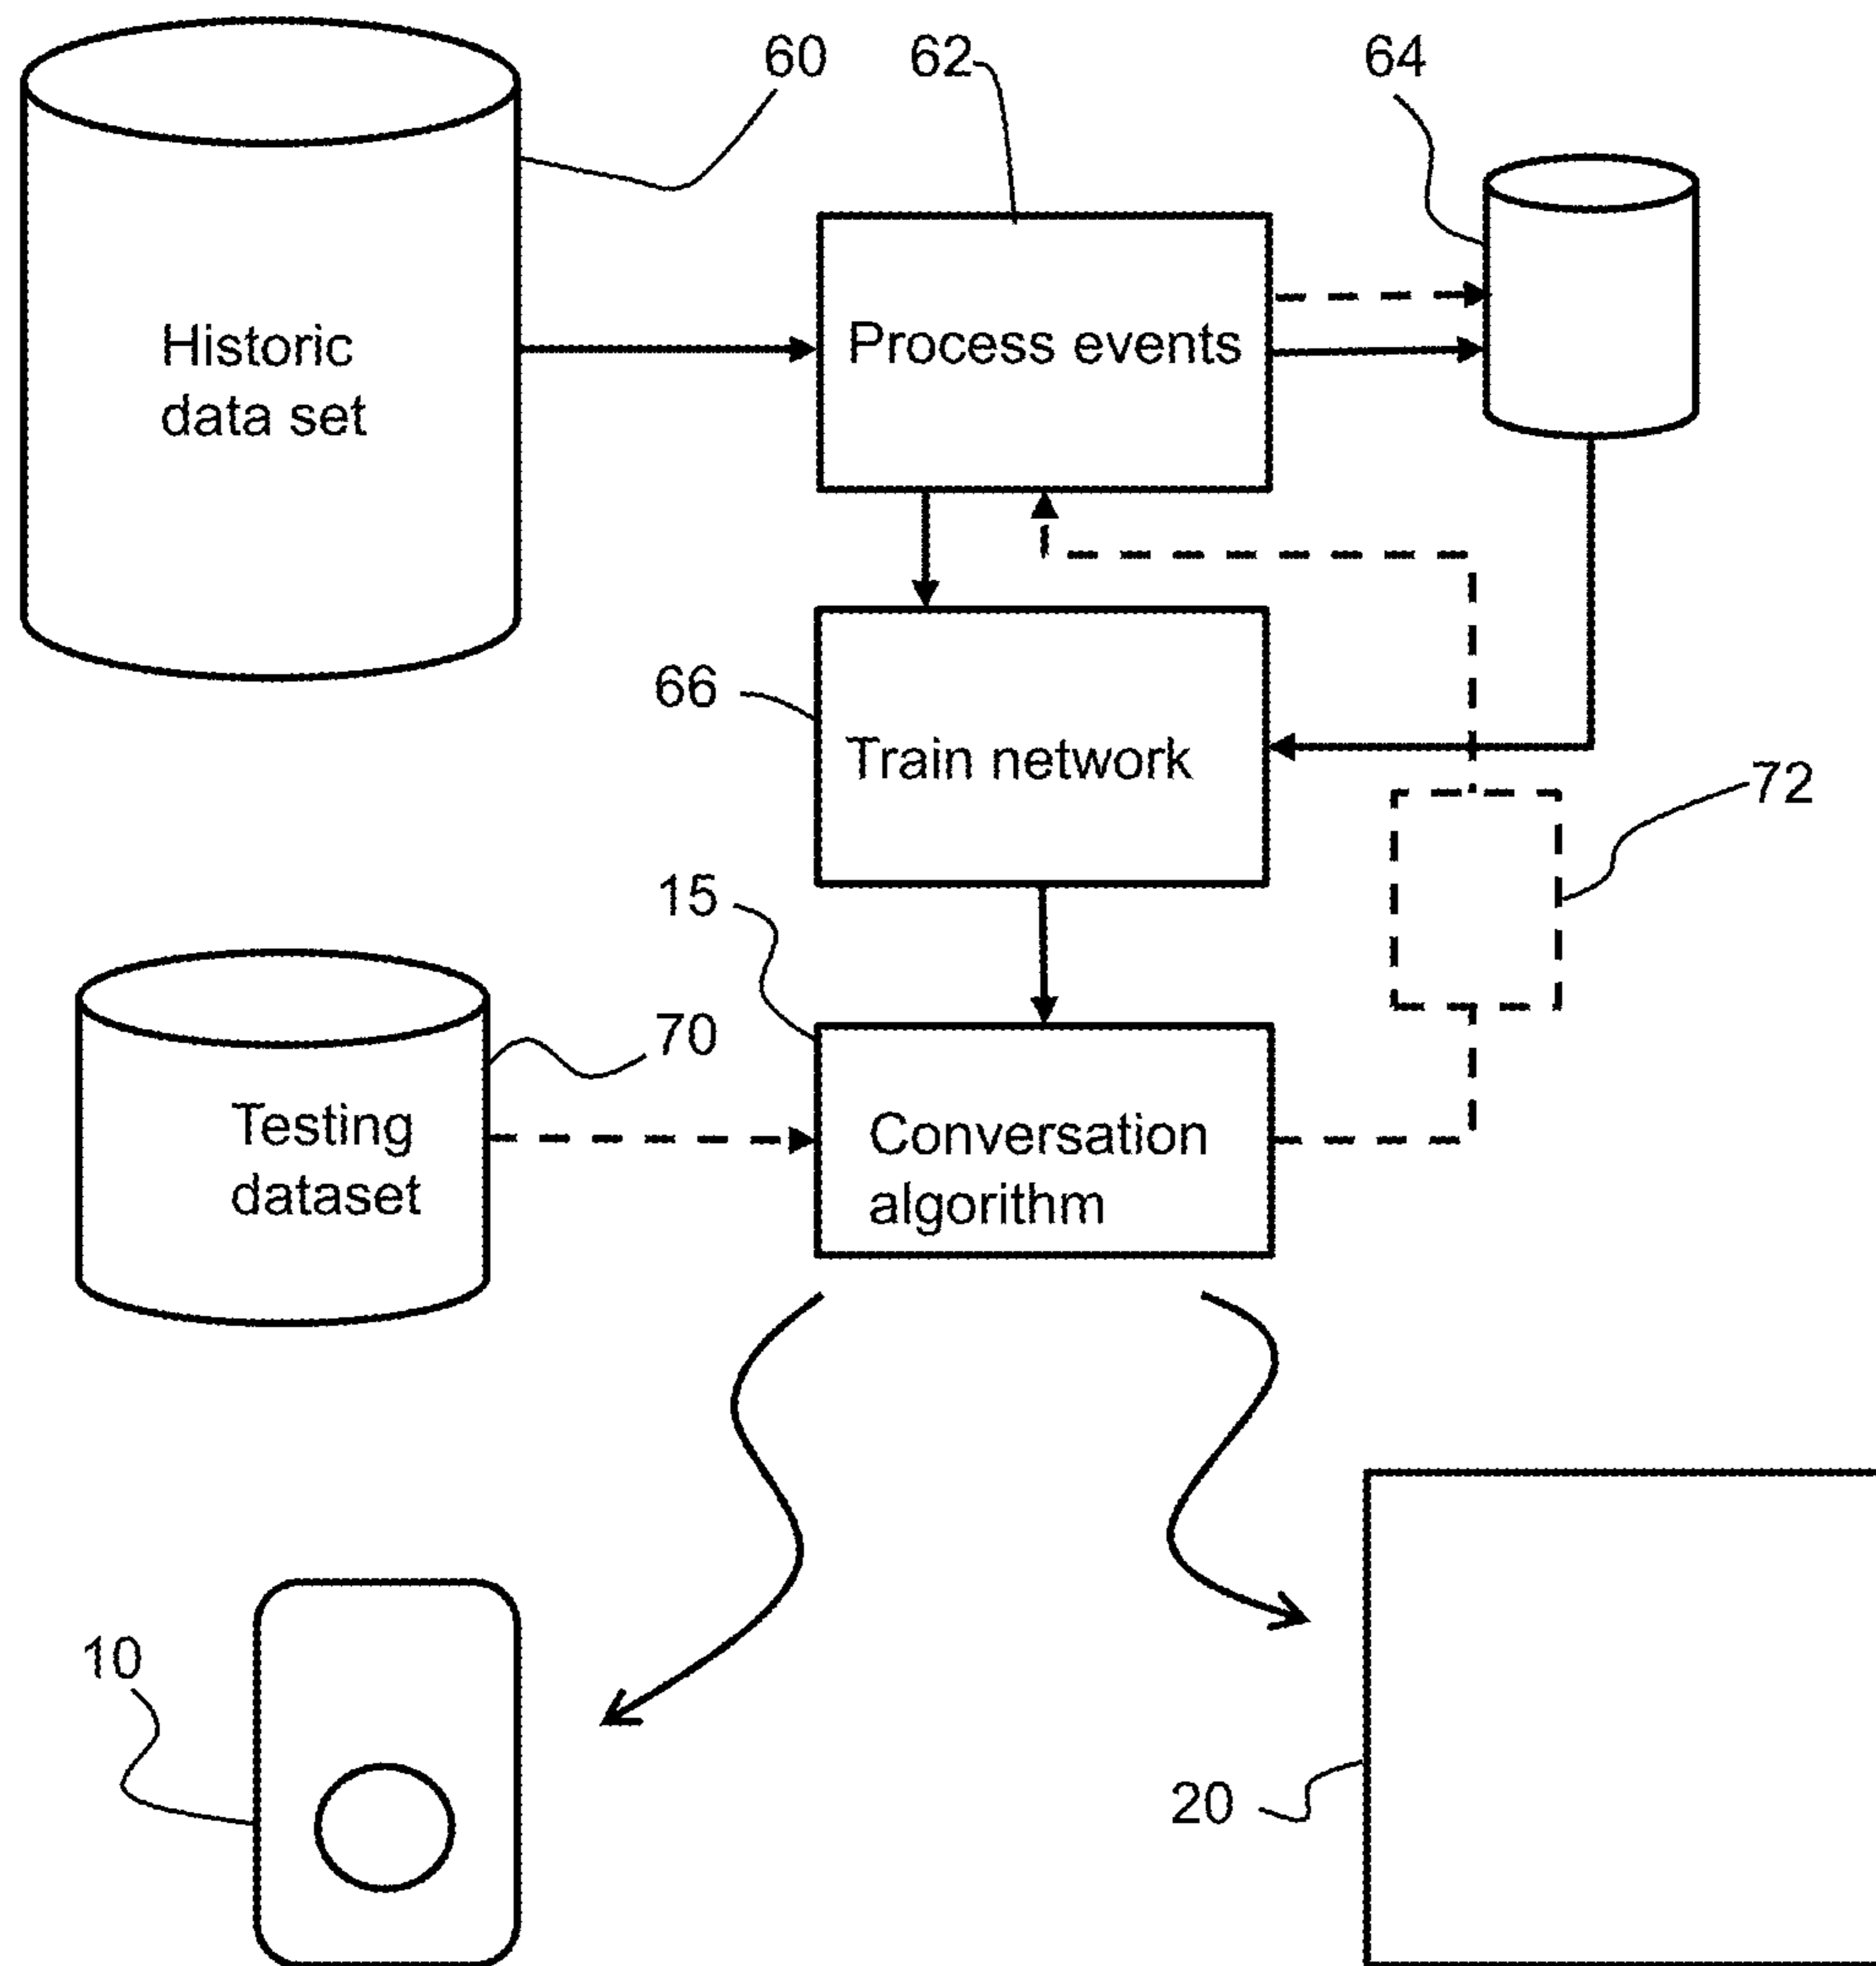 60
62
64
Historic
data set
Process events
66
Train network
72
15
70
Testing
dataset
Conversation
algorithm
10
20